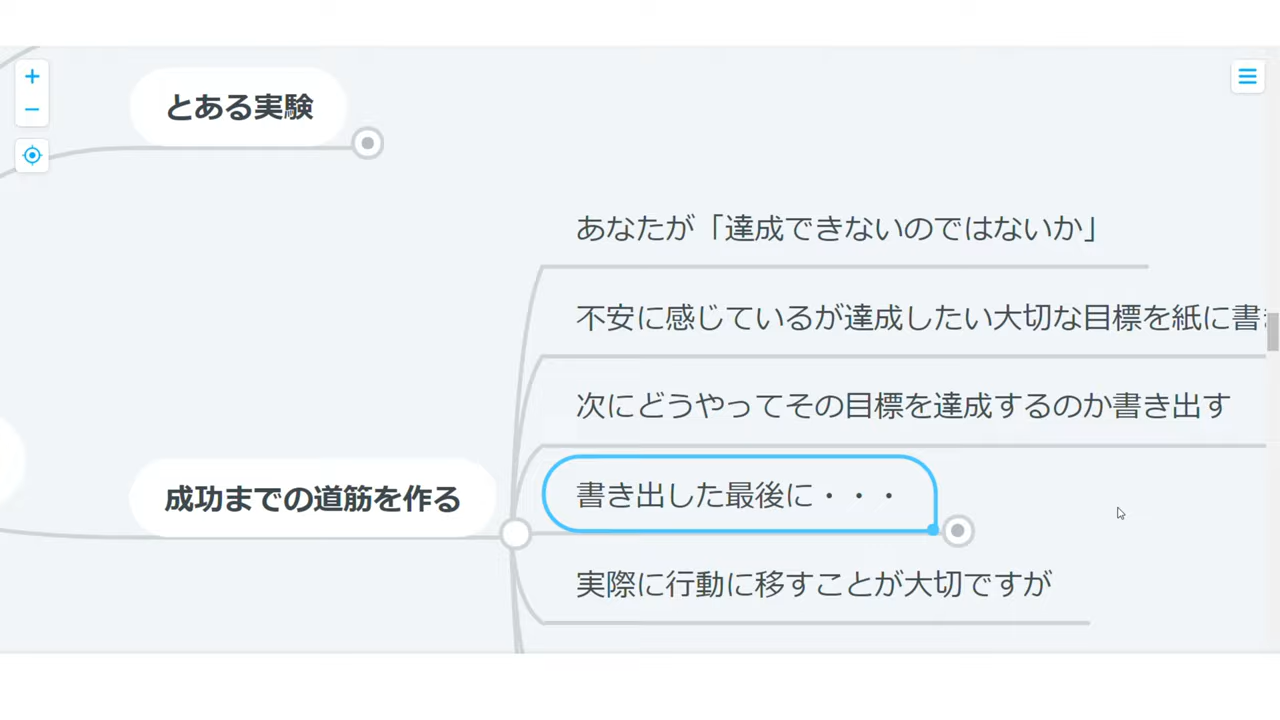 とある実験
あなたが「達成できないのではないか」
不安に感じているが達成したい大切な目標を紙に書
次にどうやってその目標を達成するのか書き出す
書き出した最後に・・・
成功までの道筋を作る
実際に行動に移すことが大切ですが